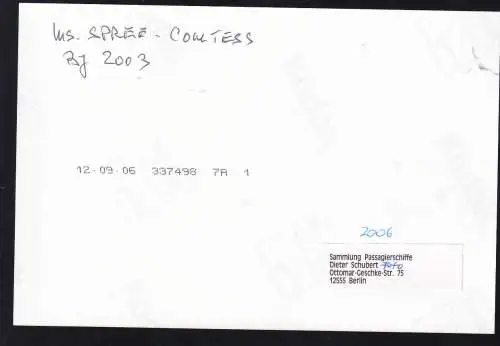 Ms. SPREE - COMTESS
Bj 2003
12-09-06 337498 7A 1
2006
Sammlung Passagierschiffe
Dieter Schubert Foto
Ottomar-Geschke-Str. 75
12555 Berlin